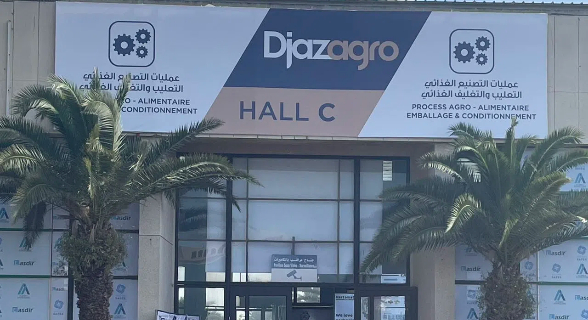 عمليات التصنيع الغذائي
التعليب والتغليف الغذائي
AGRO - ALIMENTAIRE
CONDITIONNEMENT
Djazagro
HALL C
عمليات التصنيع الغذائي
التعليب والتغليف الغذائي
PROCESS AGRO - ALIMENTAIRE
EMBALLAGE & CONDITIONNEMENT